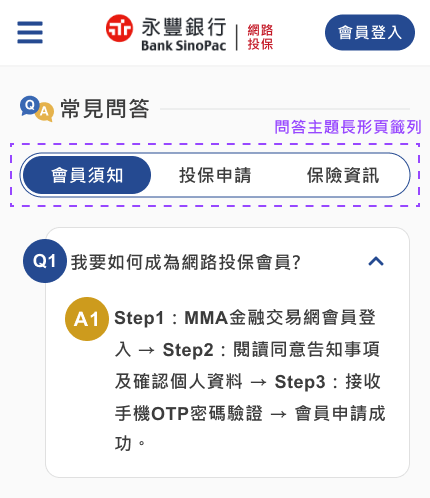 永豐銀行
Bank SinoPac
網路
投保
會員登入
Q
A
常見問答
問答主題長形頁籤列
會員須知
投保申請
保險資訊
Q1
我要如何成為網路投保會員?
A1
Step1：MMA金融交易網會員登
入 → Step2：閱讀同意告知事項
及確認個人資料 → Step3：接收
手機OTP密碼驗證 → 會員申請成
功。